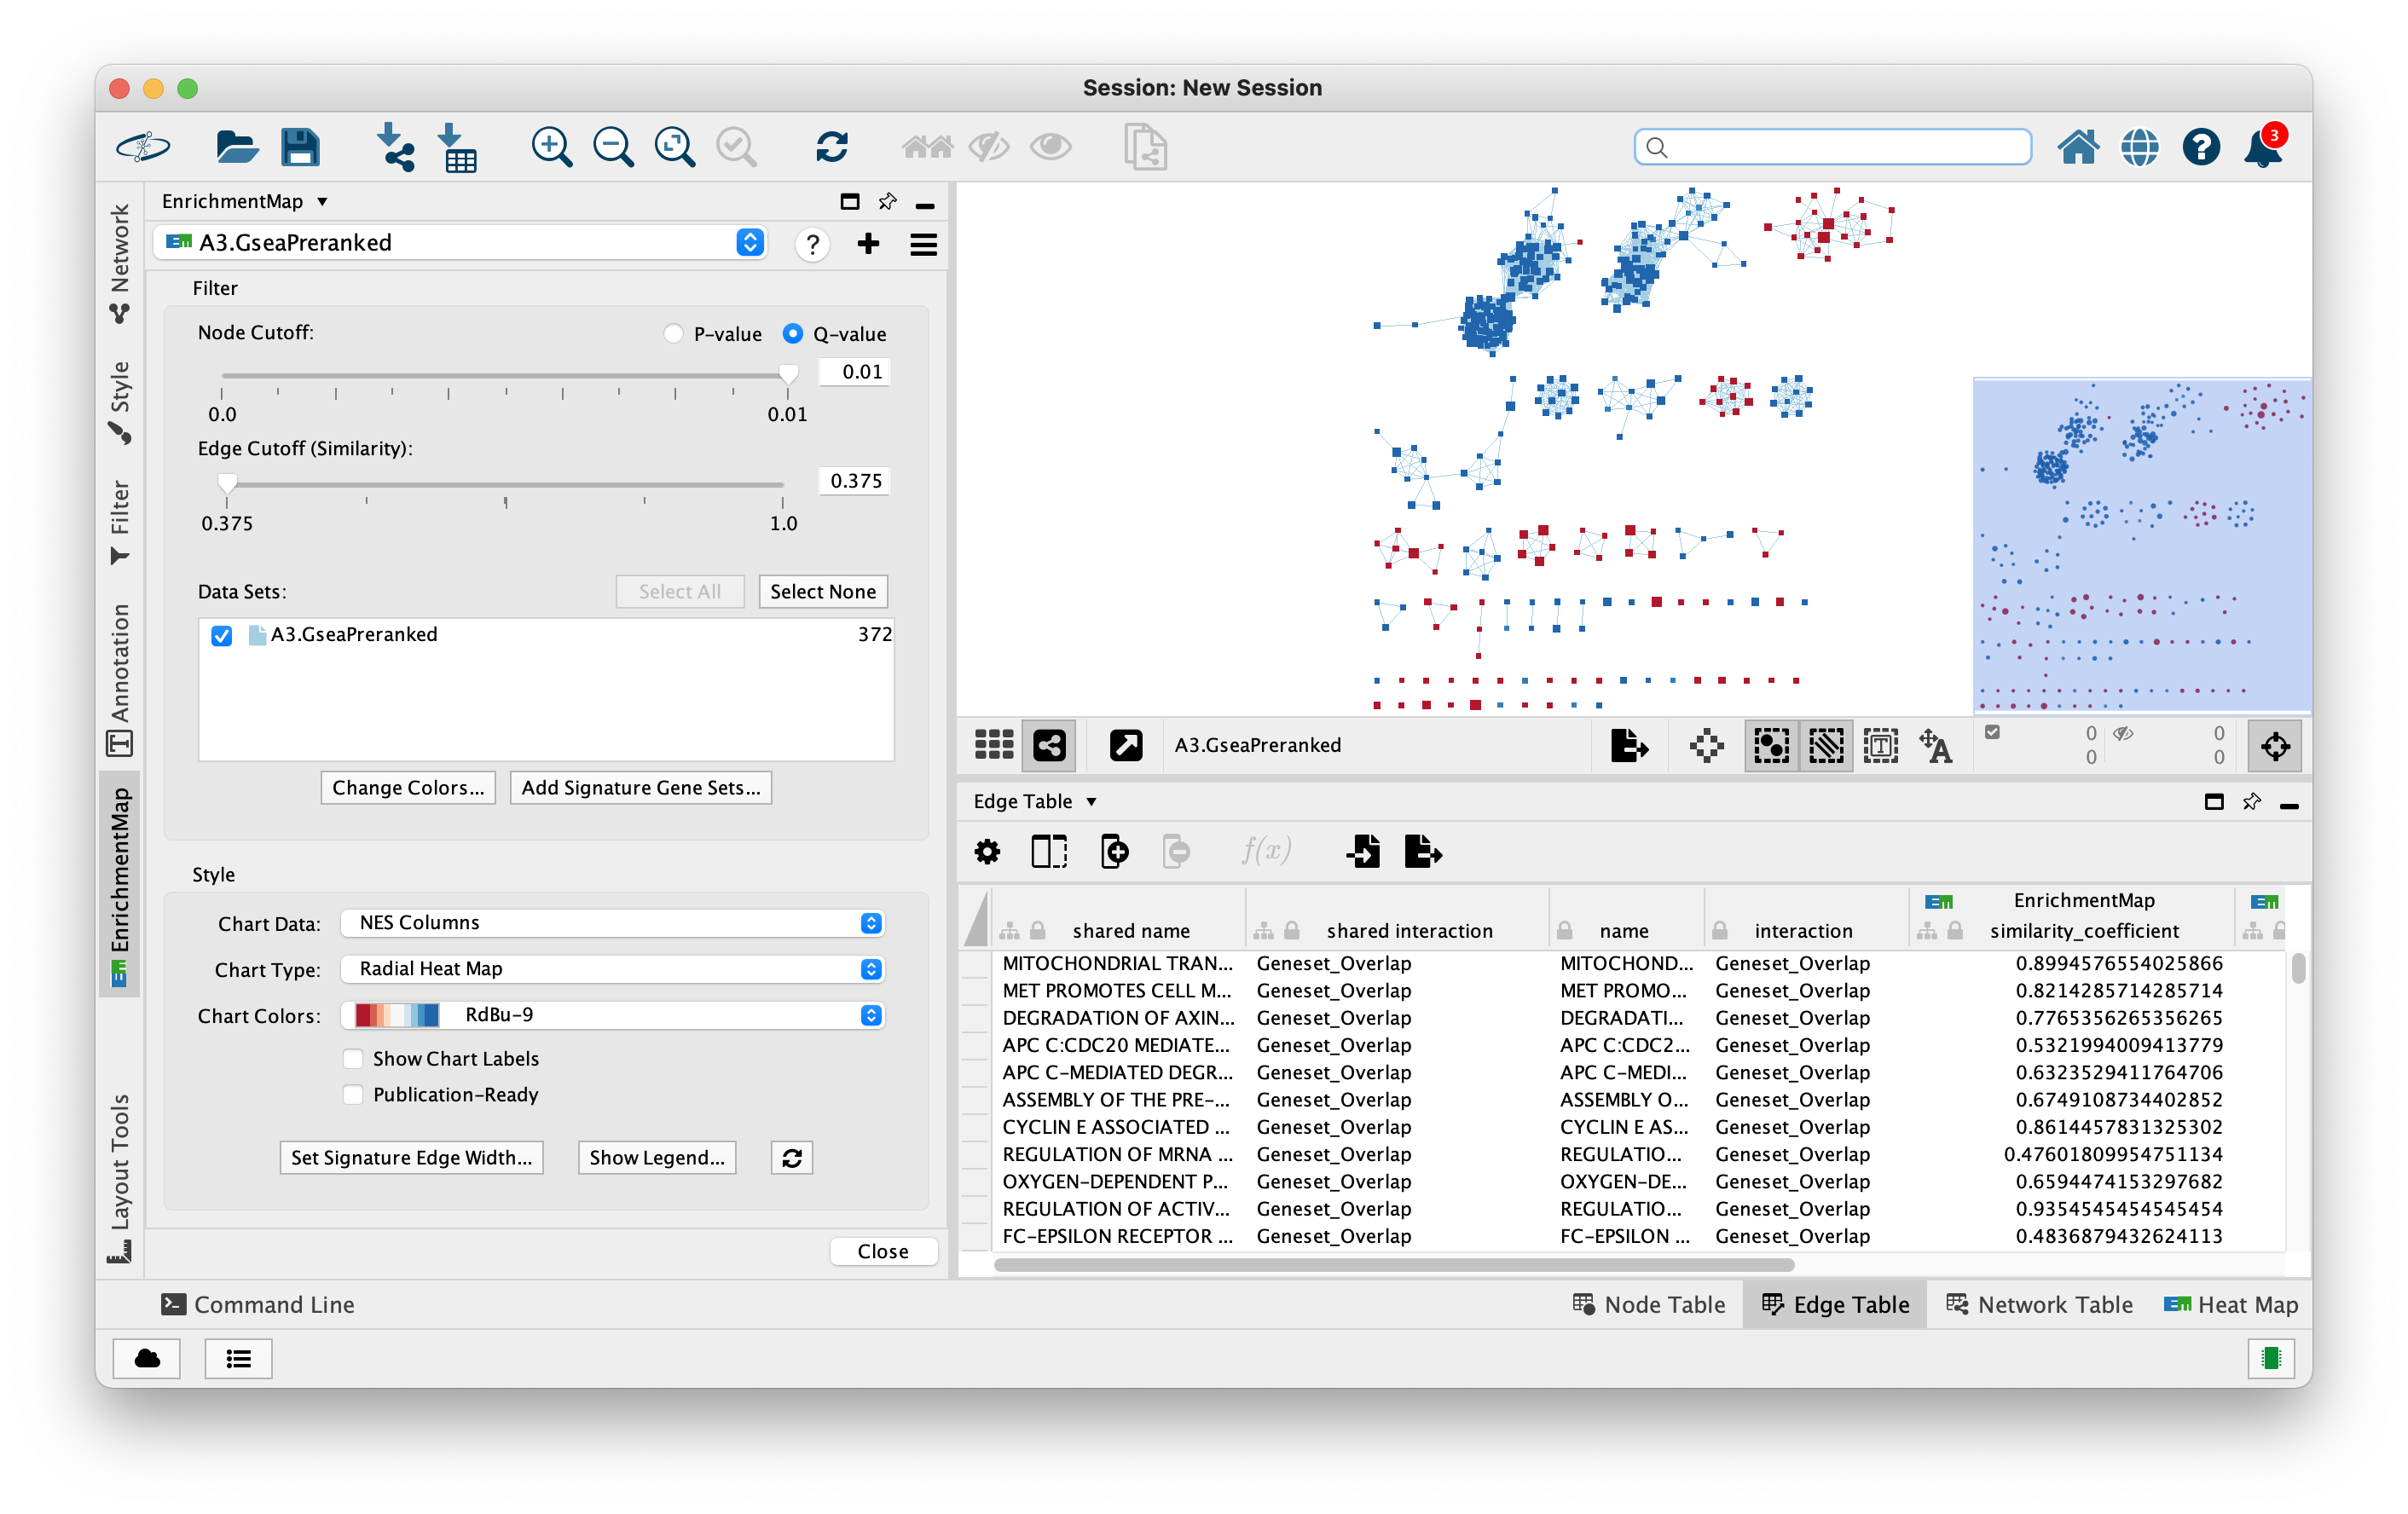 Session: New Session
3
Network
Style
Filter
Annotation
EnrichmentMap
Layout Tools
EnrichmentMap ▼
EM A3.GseaPreranked
?
Filter
Node Cutoff:
P-value
Q-value
0.01
0.0
0.01
Edge Cutoff (Similarity):
0.375
0.375
1.0
Data Sets:
Select All
Select None
A3.GseaPreranked
372
Change Colors...
Add Signature Gene Sets...
Style
Chart Data:
NES Columns
Chart Type:
Radial Heat Map
Chart Colors:
RdBu-9
Show Chart Labels
Publication-Ready
Set Signature Edge Width...
Show Legend...
Close
A3.GseaPreranked
0
0
0
0
Edge Table ▼
f(x)
shared name
shared interaction
name
interaction
EM EnrichmentMap
similarity_coefficient
EM
MITOCHONDRIAL TRAN... Geneset_Overlap MITOCHOND... Geneset_Overlap 0.8994576554025866
MET PROMOTES CELL M... Geneset_Overlap MET PROMO... Geneset_Overlap 0.8214285714285714
DEGRADATION OF AXIN... Geneset_Overlap DEGRADATI... Geneset_Overlap 0.7765356265356265
APC C:CDC20 MEDIATE... Geneset_Overlap APC C:CDC2... Geneset_Overlap 0.5321994009413779
APC C-MEDIATED DEGR... Geneset_Overlap APC C-MEDI... Geneset_Overlap 0.6323529411764706
ASSEMBLY OF THE PRE-... Geneset_Overlap ASSEMBLY O... Geneset_Overlap 0.6749108734402852
CYCLIN E ASSOCIATED ... Geneset_Overlap CYCLIN E AS... Geneset_Overlap 0.8614457831325302
REGULATION OF MRNA ... Geneset_Overlap REGULATIO... Geneset_Overlap 0.47601809954751134
OXYGEN-DEPENDENT P... Geneset_Overlap OXYGEN-DE... Geneset_Overlap 0.6594474153297682
REGULATION OF ACTIV... Geneset_Overlap REGULATIO... Geneset_Overlap 0.9354545454545454
FC-EPSILON RECEPTOR ... Geneset_Overlap FC-EPSILON ... Geneset_Overlap 0.4836879432624113
Command Line
Node Table
Edge Table
Network Table
EM Heat Map